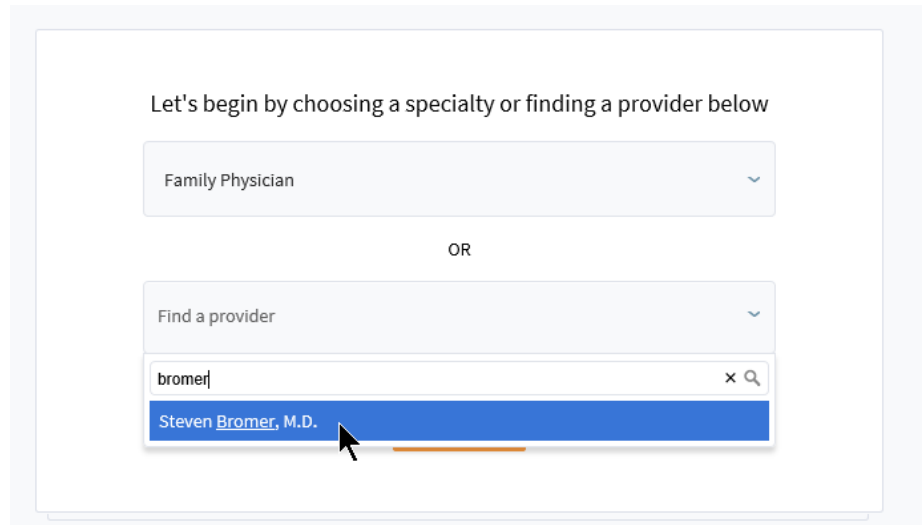 Let's begin by choosing a specialty or finding a provider below
Family Physician
OR
Find a provider
bromer
Steven Bromer, M.D.